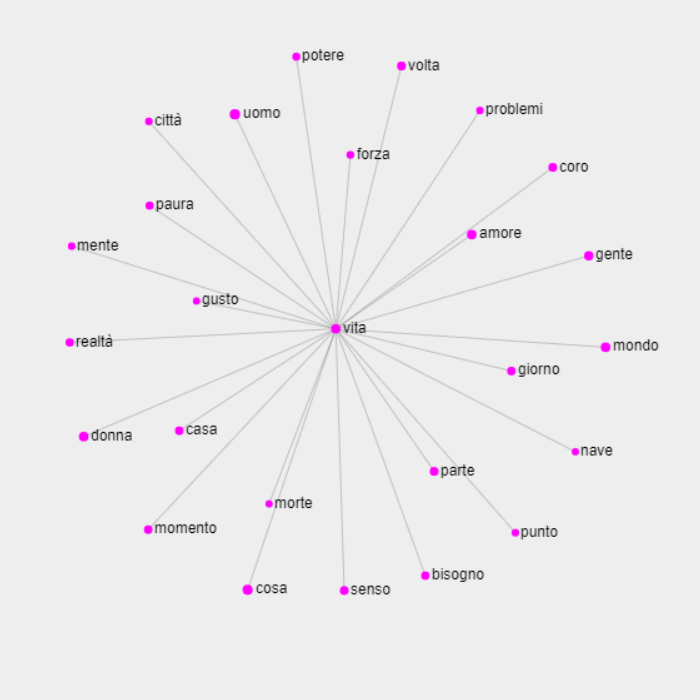 potere
volta
problemi
uomo
città
forza
coro
paura
amore
mente
gente
gusto
vita
realtà
mondo
giorno
casa
donna
nave
parte
morte
momento
punto
bisogno
cosa
senso